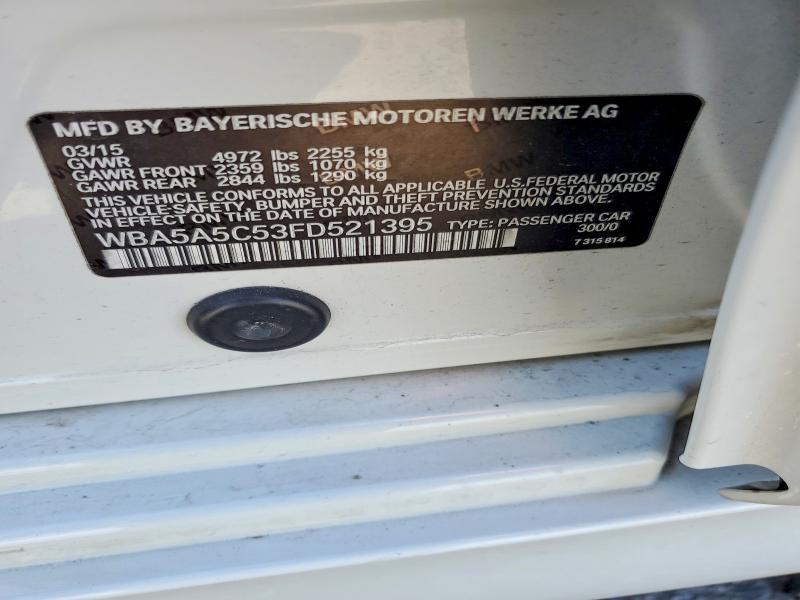 MFD BY BAYERISCHE MOTOREN WERKE AG
03/15
GVWR 4972 lbs 2255 kg
GAWR FRONT 2359 lbs 1070 kg
GAWR REAR 2844 lbs 1290 kg
THIS VEHICLE CONFORMS TO ALL APPLICABLE U.S.FEDERAL MOTOR
VEHICLE SAFETY, BUMPER AND THEFT PREVENTION STANDARDS
IN EFFECT ON THE DATE OF MANUFACTURE SHOWN ABOVE.
WBA5A5C53FD521395 TYPE: PASSENGER CAR
300/0
7 315 814